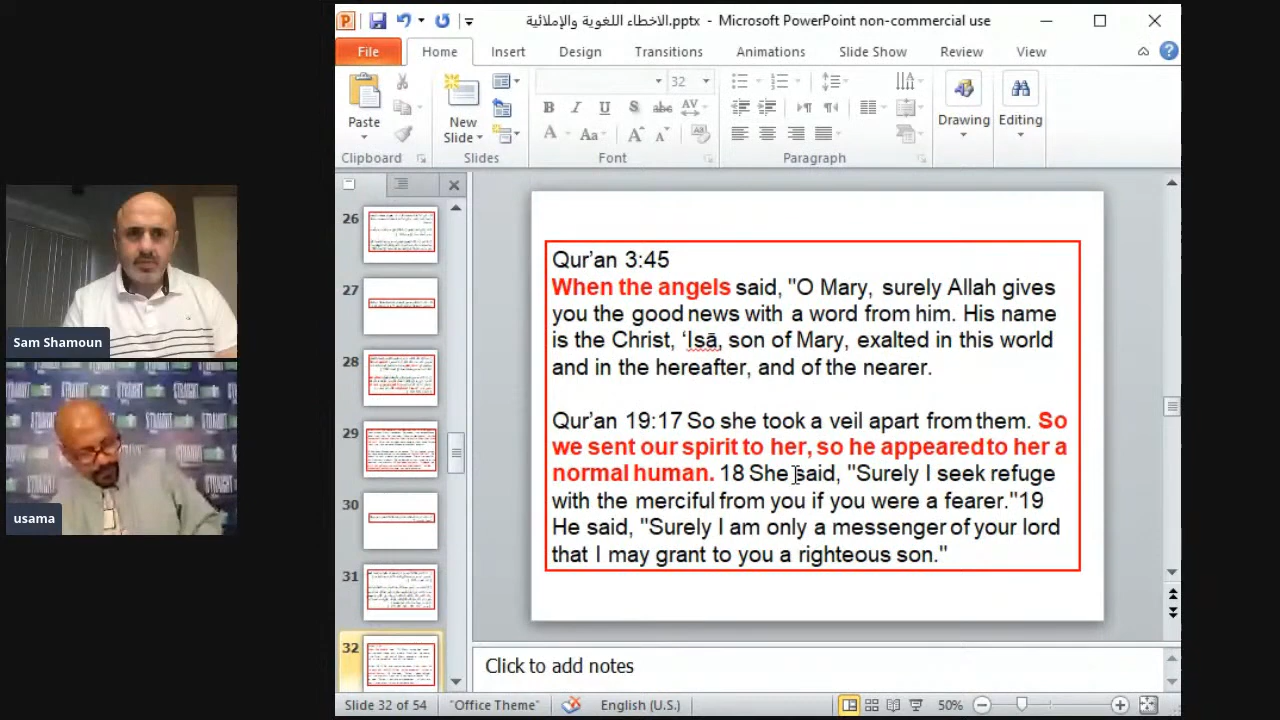 الاخطاء اللغوية والإملائية.pptx - Microsoft PowerPoint non-commercial use
File
Home
Insert
Design
Transitions
Animations
Slide Show
Review
View
Paste
New
Slide
32
B I U S abc AV
A Aa A A
Drawing
Editing
Clipboard
Slides
Font
Paragraph
26
27
28
29
30
31
32
Qur’an 3:45
When the angels said, "O Mary, surely Allah gives
you the good news with a word from him. His name
is the Christ, ‘Isā, son of Mary, exalted in this world
and in the hereafter, and of the nearer.
Qur’an 19:17 So she took a veil apart from them. So
we sent our spirit to her, so he appeared to her a
normal human. 18 She said, "Surely I seek refuge
with the merciful from you if you were a fearer."19
He said, "Surely I am only a messenger of your lord
that I may grant to you a righteous son."
Click to add notes
Slide 32 of 54
"Office Theme"
English (U.S.)
50%
Sam Shamoun
usama